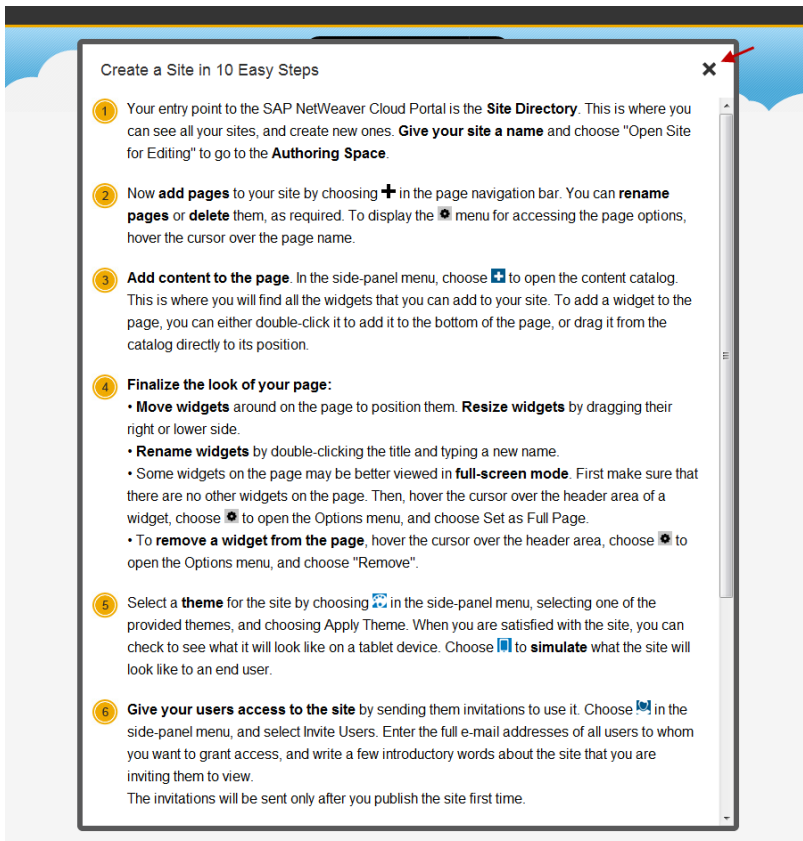 Create a Site in 10 Easy Steps
1 Your entry point to the SAP NetWeaver Cloud Portal is the Site Directory. This is where you
can see all your sites, and create new ones. Give your site a name and choose "Open Site
for Editing" to go to the Authoring Space.
2 Now add pages to your site by choosing + in the page navigation bar. You can rename
pages or delete them, as required. To display the menu for accessing the page options,
hover the cursor over the page name.
3 Add content to the page. In the side-panel menu, choose to open the content catalog.
This is where you will find all the widgets that you can add to your site. To add a widget to the
page, you can either double-click it to add it to the bottom of the page, or drag it from the
catalog directly to its position.
4 Finalize the look of your page:
• Move widgets around on the page to position them. Resize widgets by dragging their
right or lower side.
• Rename widgets by double-clicking the title and typing a new name.
• Some widgets on the page may be better viewed in full-screen mode. First make sure that
there are no other widgets on the page. Then, hover the cursor over the header area of a
widget, choose to open the Options menu, and choose Set as Full Page.
• To remove a widget from the page, hover the cursor over the header area, choose to
open the Options menu, and choose "Remove".
5 Select a theme for the site by choosing in the side-panel menu, selecting one of the
provided themes, and choosing Apply Theme. When you are satisfied with the site, you can
check to see what it will look like on a tablet device. Choose to simulate what the site will
look like to an end user.
6 Give your users access to the site by sending them invitations to use it. Choose in the
side-panel menu, and select Invite Users. Enter the full e-mail addresses of all users to whom
you want to grant access, and write a few introductory words about the site that you are
inviting them to view.
The invitations will be sent only after you publish the site first time.